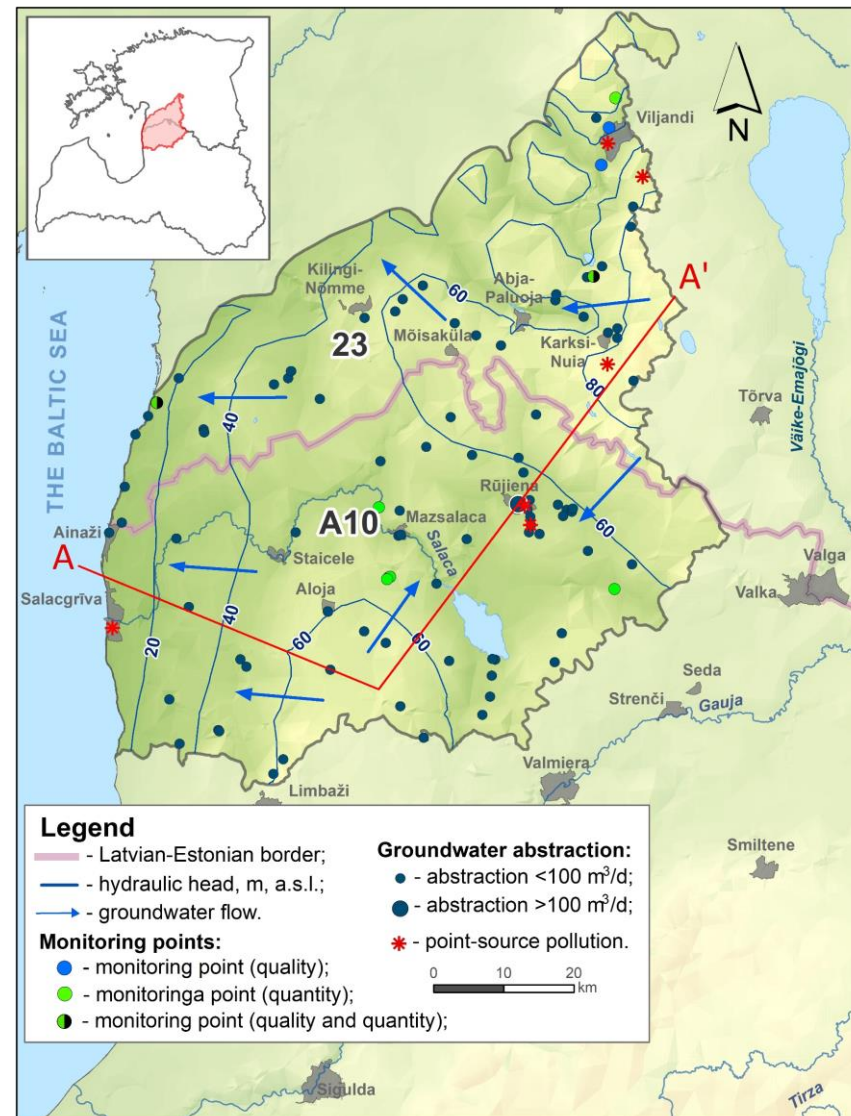 Viljandi
N
Kilingi-
Nõmme
Abja-
Paluoja
60
A'
Mõisaküla
Karksi-
Nuia
23
80
40
THE BALTIC SEA
Tõrva
Väike-Emajõgi
Rūjiena
A10
Mazsalaca
60
Ainaži
Staicele
Salaca
A
Salacgrīva
Aloja
Valga
Valka
40
60
60
20
Seda
Strenči
Gauja
Valmiera
Limbaži
Smiltene
Legend
- Latvian-Estonian border;
- hydraulic head, m, a.s.l.;
- groundwater flow.
Monitoring points:
- monitoring point (quality);
- monitoringa point (quantity);
- monitoring point (quality and quantity);
Groundwater abstraction:
- abstraction <100 m³/d;
- abstraction >100 m³/d;
- point-source pollution.
0 10 20
km
Sigulda
Tirza